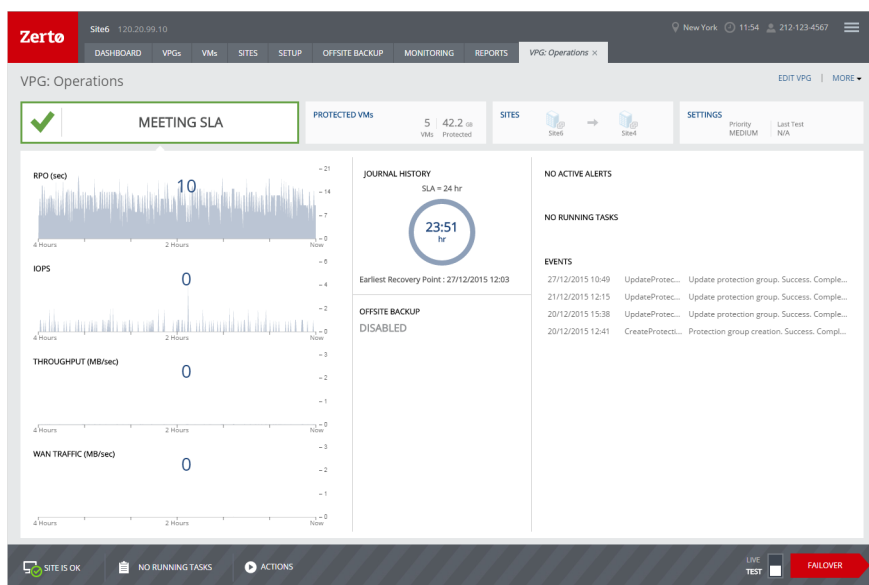 Zertø
Site6 120.20.99.10
New York 11:54 212-123-4567
DASHBOARD VPGs VMs SITES SETUP OFFSITE BACKUP MONITORING REPORTS VPG: Operations ×
VPG: Operations
EDIT VPG | MORE
MEETING SLA
PROTECTED VMs
5 42.2 GB
VMs Protected
SITES
Site6 Site4
SETTINGS
Priority Last Test
MEDIUM N/A
RPO (sec)
10
21
14
7
0
4 Hours 2 Hours Now
IOPS
0
6
4
2
0
4 Hours 2 Hours Now
THROUGHPUT (MB/sec)
0
3
2
1
0
4 Hours 2 Hours Now
WAN TRAFFIC (MB/sec)
0
3
2
1
0
4 Hours 2 Hours Now
JOURNAL HISTORY
SLA = 24 hr
23:51
hr
Earliest Recovery Point : 27/12/2015 12:03
OFFSITE BACKUP
DISABLED
NO ACTIVE ALERTS
NO RUNNING TASKS
EVENTS
27/12/2015 10:49 UpdateProtec... Update protection group. Success. Comple...
21/12/2015 12:15 UpdateProtec... Update protection group. Success. Comple...
20/12/2015 15:38 UpdateProtec... Update protection group. Success. Comple...
20/12/2015 12:41 CreateProtecti... Protection group creation. Success. Compl...
SITE IS OK NO RUNNING TASKS ACTIONS
LIVE
TEST
FAILOVER